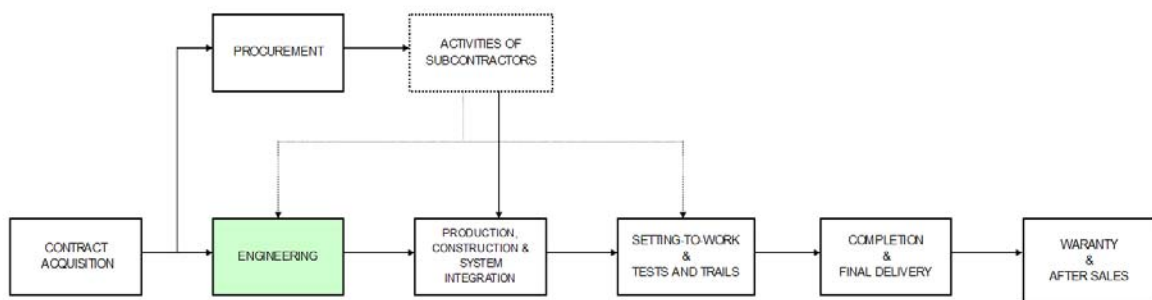 PROCUREMENT
ACTIVITIES OF
SUBCONTRACTORS
CONTRACT
ACQUISITION
ENGINEERING
PRODUCTION,
CONSTRUCTION &
SYSTEM
INTEGRATION
SETTING-TO-WORK
&
TESTS AND TRAILS
COMPLETION
&
FINAL DELIVERY
WARANTY
&
AFTER SALES